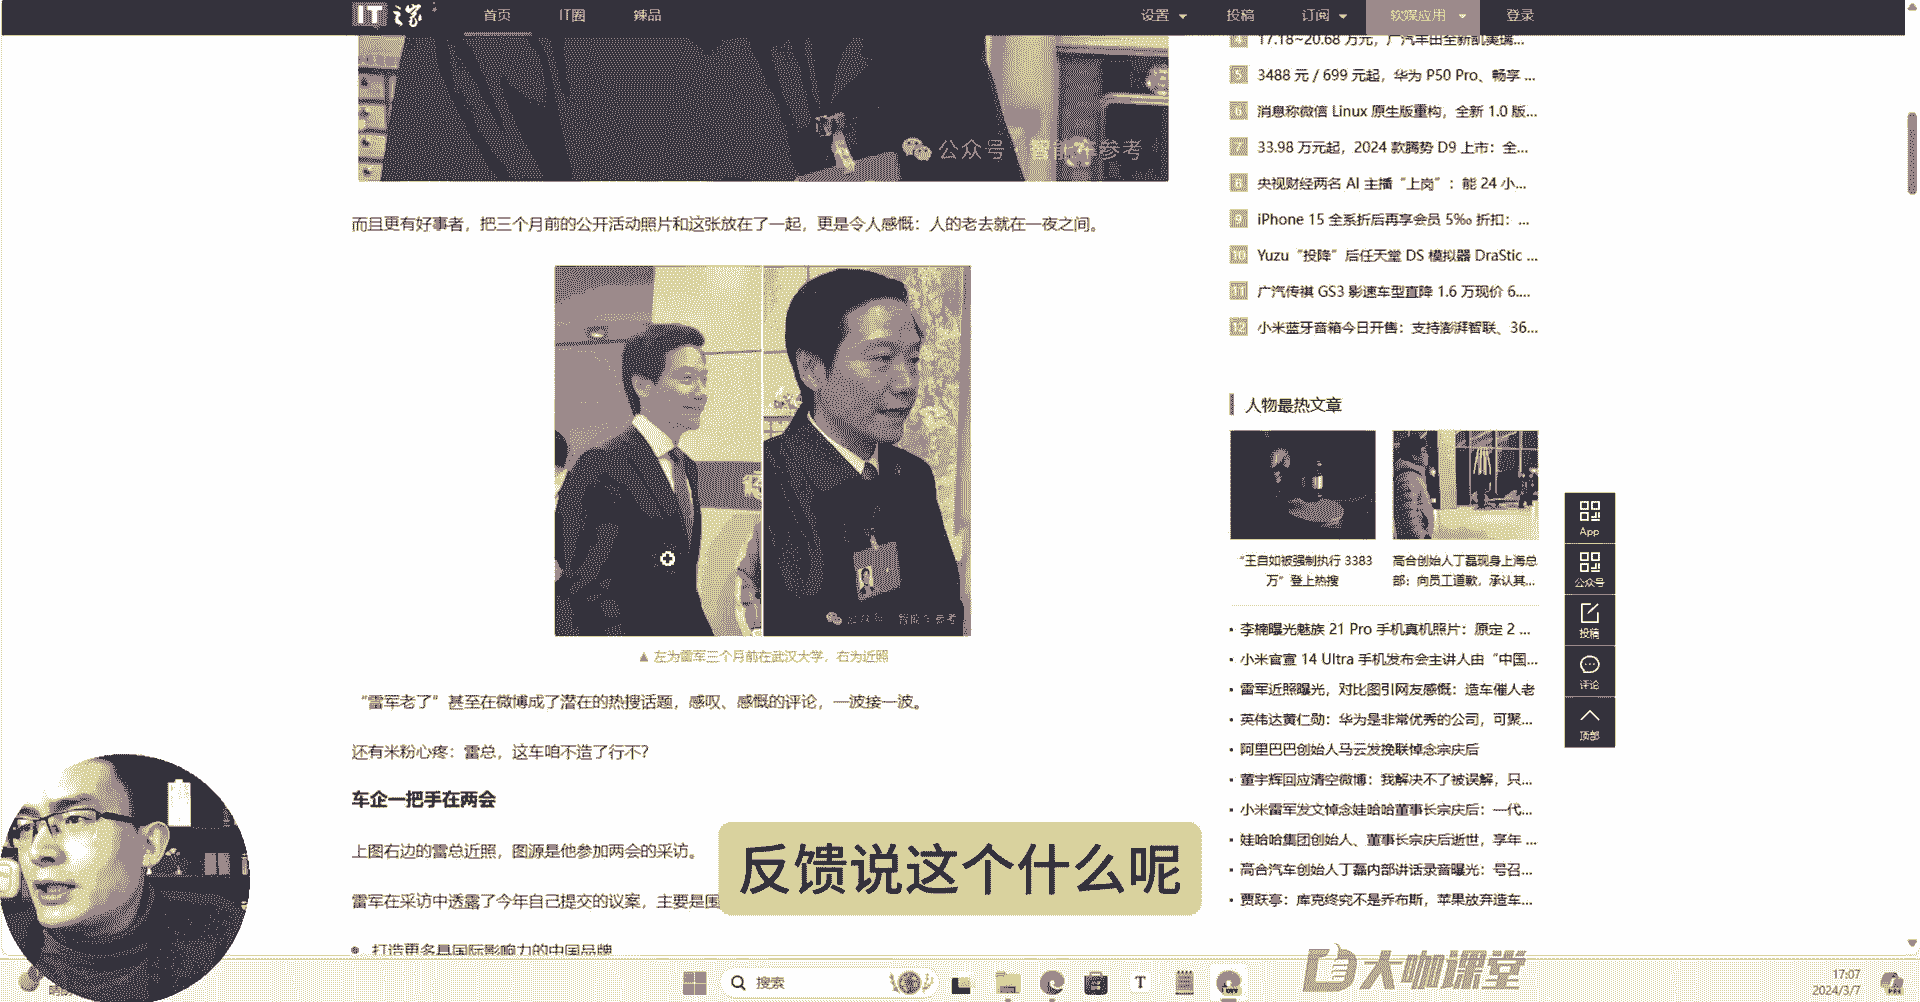 IT之家
首页 IT圈 辣品 设置 投稿 订阅 软媒应用 登录
公众号·智能车参考
而且更有好事者，把三个月前的公开活动照片和这张放在了一起，更是令人感慨：人的老去就在一夜之间。
▲ 左为雷军三个月前在武汉大学，右为近照
“雷军老了”甚至在微博成了潜在的热搜话题，感叹、感慨的评论，一波接一波。
还有米粉心疼：雷总，这车咱不造了行不？
车企一把手在两会
上图右边的雷总近照，图源是他参加两会的采访。
雷军在采访中透露了今年自己提交的议案，主要是围
打造更多具国际影响力的中国品牌
4 17.18~20.68 万元，广汽丰田全新凯美瑞...
5 3488 元 / 699 元起，华为 P50 Pro、畅享 ...
6 消息称微信 Linux 原生版重构，全新 1.0 版...
7 33.98 万元起，2024 款腾势 D9 上市：全...
8 央视财经两名 AI 主播“上岗”：能 24 小...
9 iPhone 15 全系折后再享会员 5‰ 折扣：...
10 Yuzu“投降”后任天堂 DS 模拟器 DraStic ...
11 广汽传祺 GS3 影速车型直降 1.6 万现价 6....
12 小米蓝牙音箱今日开售：支持澎湃智联、36...
人物最热文章
“王自如被强制执行 3383
万”登上热搜
高合创始人丁磊现身上海总
部：向员工道歉，承认其...
李楠曝光魅族 21 Pro 手机真机照片：原定 2 ...
小米官宣 14 Ultra 手机发布会主讲人由“中国...
雷军近照曝光，对比图引网友感慨：造车催人老
英伟达黄仁勋：华为是非常优秀的公司，可聚...
阿里巴巴创始人马云发挽联悼念宗庆后
董宇辉回应清空微博：我解决不了被误解，只...
小米雷军发文悼念娃哈哈董事长宗庆后：一代...
娃哈哈集团创始人、董事长宗庆后逝世，享年 ...
高合汽车创始人丁磊内部讲话录音曝光：号召...
贾跃亭：库克终究不是乔布斯，苹果放弃造车...
App
公众号
投稿
评论
顶部
反馈说这个什么呢
大咖课堂
搜索
17:07
2024/3/7